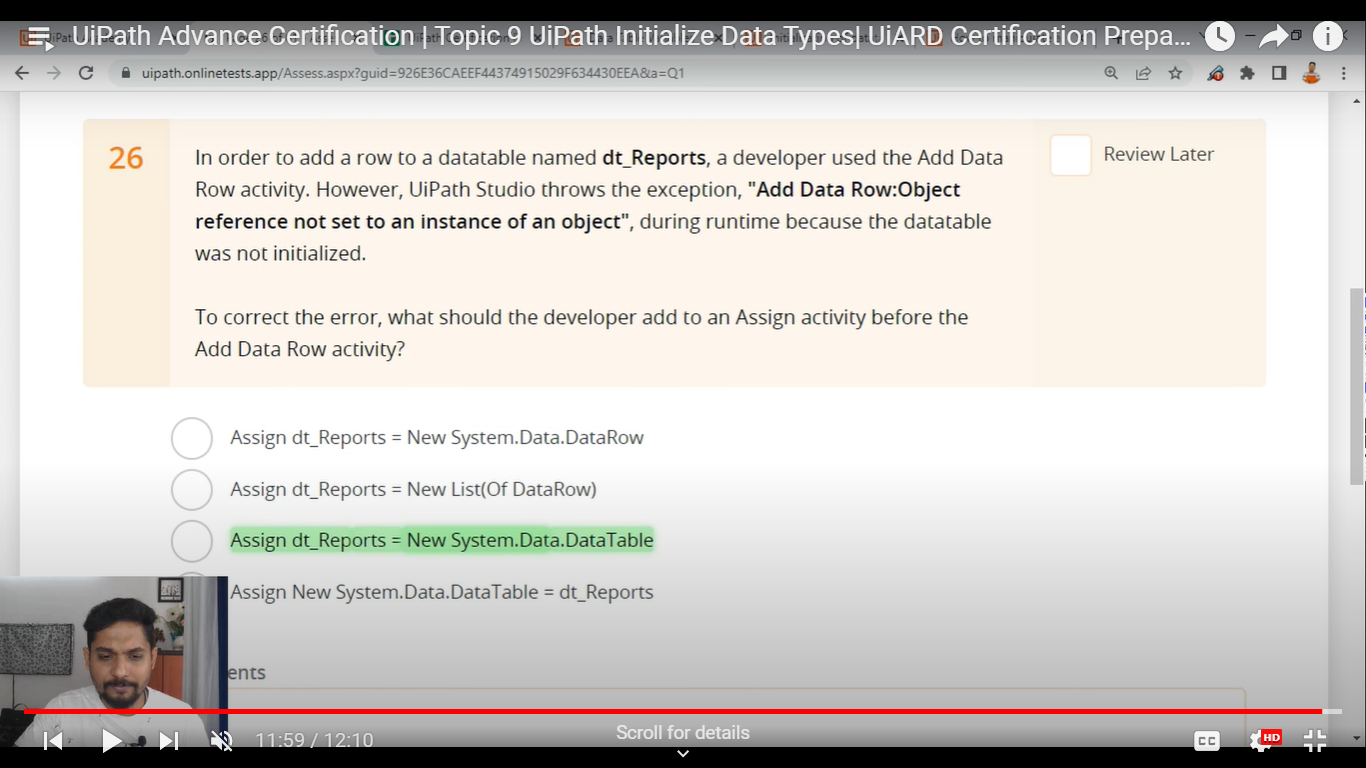 UiPath Advance Certification | Topic-9 UiPath Initialize Data Types| UiARD Certification Prepa...
uipath.onlinetests.app/Assess.aspx?guid=926E36CAEEF44374915029F634430EEA&a=Q1
26
In order to add a row to a datatable named dt_Reports, a developer used the Add Data
Row activity. However, UiPath Studio throws the exception, "Add Data Row:Object
reference not set to an instance of an object", during runtime because the datatable
was not initialized.
To correct the error, what should the developer add to an Assign activity before the
Add Data Row activity?
Review Later
Assign dt_Reports = New System.Data.DataRow
Assign dt_Reports = New List(Of DataRow)
Assign dt_Reports = New System.Data.DataTable
Assign New System.Data.DataTable = dt_Reports
ents
11:59 / 12:10
Scroll for details
CC
HD